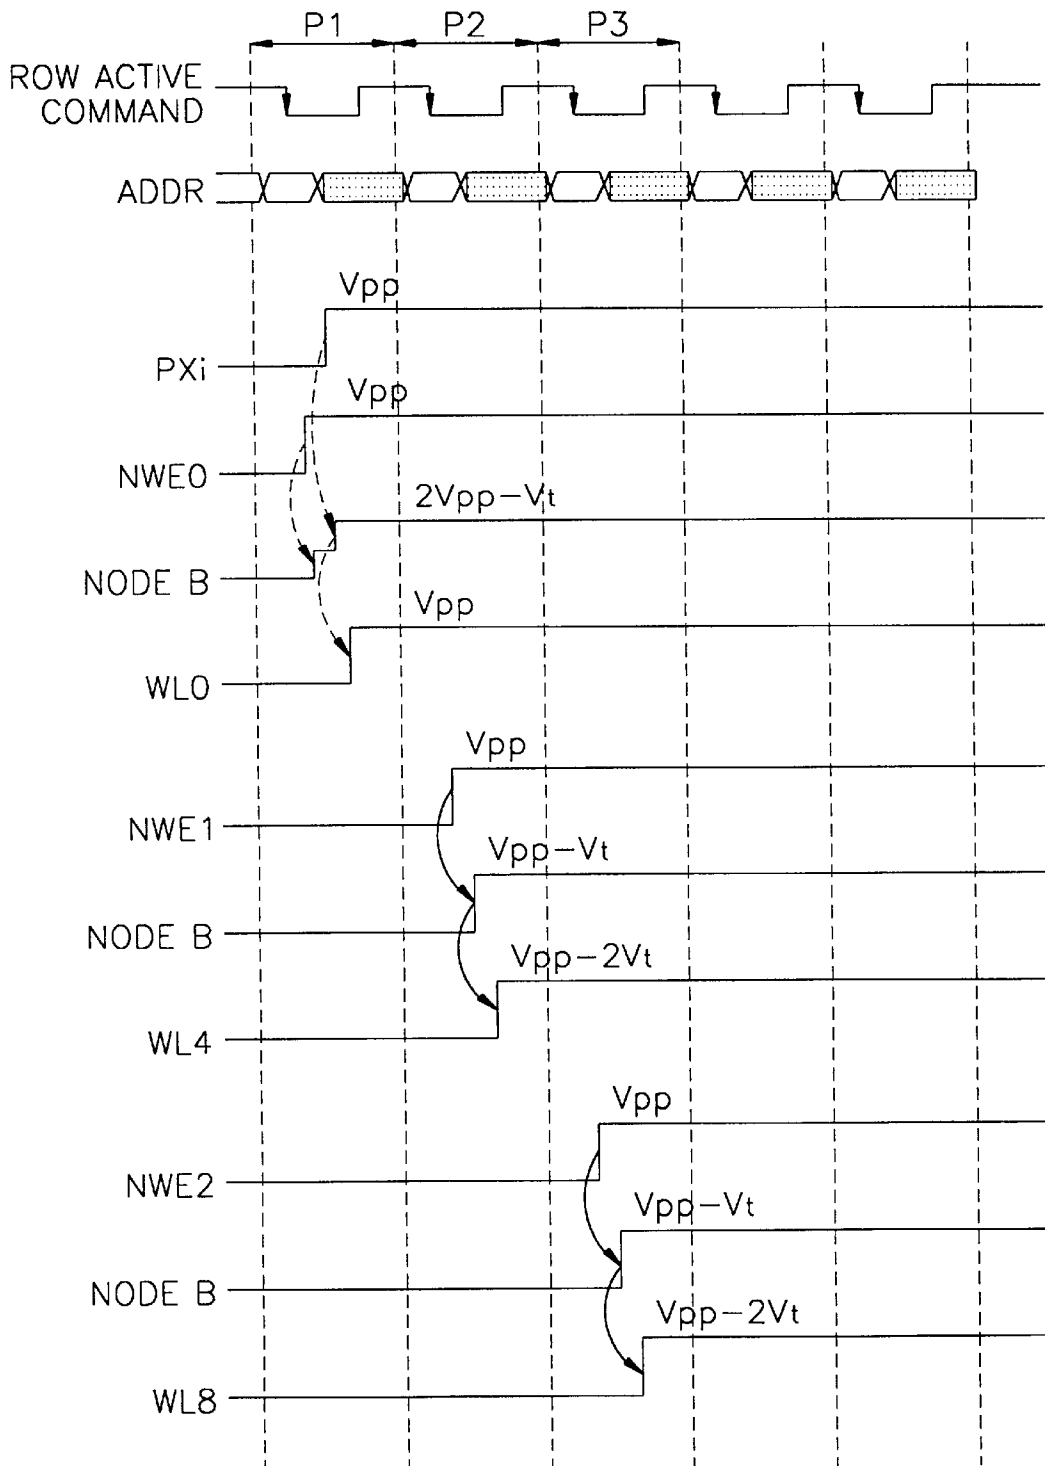 P1 P2 P3
ROW ACTIVE
COMMAND
ADDR
Vpp
PXi
Vpp
NWE0
2Vpp-Vt
NODE B
Vpp
WL0
Vpp
NWE1
Vpp-Vt
NODE B
Vpp-2Vt
WL4
Vpp
NWE2
Vpp-Vt
NODE B
Vpp-2Vt
WL8